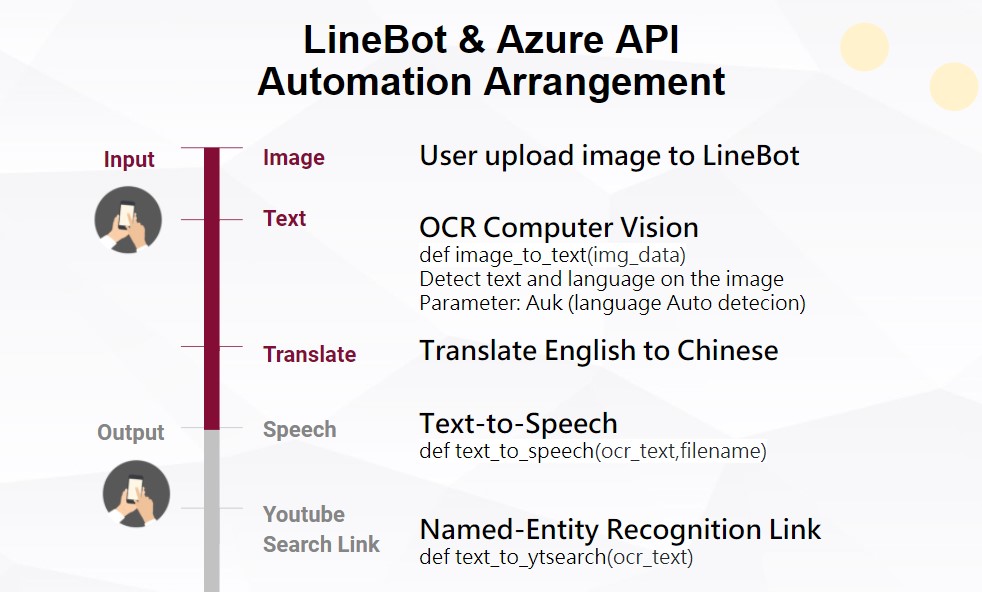 LineBot & Azure API
Automation Arrangement
Input
Image
User upload image to LineBot
Text
OCR Computer Vision
def image_to_text(img_data)
Detect text and language on the image
Parameter: Auk (language Auto detecion)
Translate
Translate English to Chinese
Output
Speech
Text-to-Speech
def text_to_speech(ocr_text,filename)
Youtube
Search Link
Named-Entity Recognition Link
def text_to_ytsearch(ocr_text)